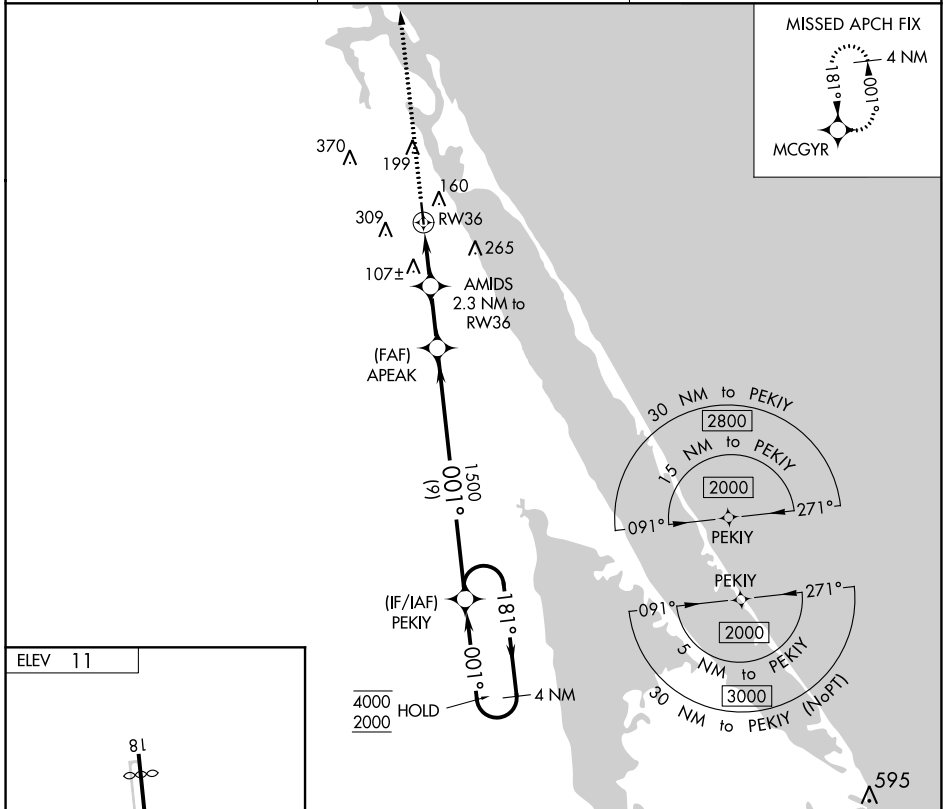 MISSED APCH FIX
4 NM
181°
001°
MCGYR
370
199
160
309
RW36
265
107±
AMIDS
2.3 NM to
RW36
(FAF)
APEAK
1500
001°
(9)
30 NM to PEKIY
2800
15 NM to PEKIY
2000
091°
271°
PEKIY
(IF/IAF)
PEKIY
181°
001°
4000
2000
HOLD
4 NM
PEKIY
091°
271°
2000
5 NM to PEKIY
3000
30 NM to PEKIY (NoPT)
595
ELEV 11
18